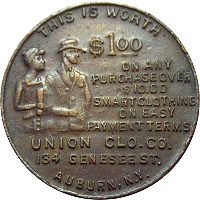 THIS IS WORTH
$1.00
ON ANY
PURCHASE OVER
$10.00
SMART CLOTHING
ON EASY
PAYMENT TERMS
UNION CLO. CO.
134 GENESEE ST.
AUBURN, N.Y.